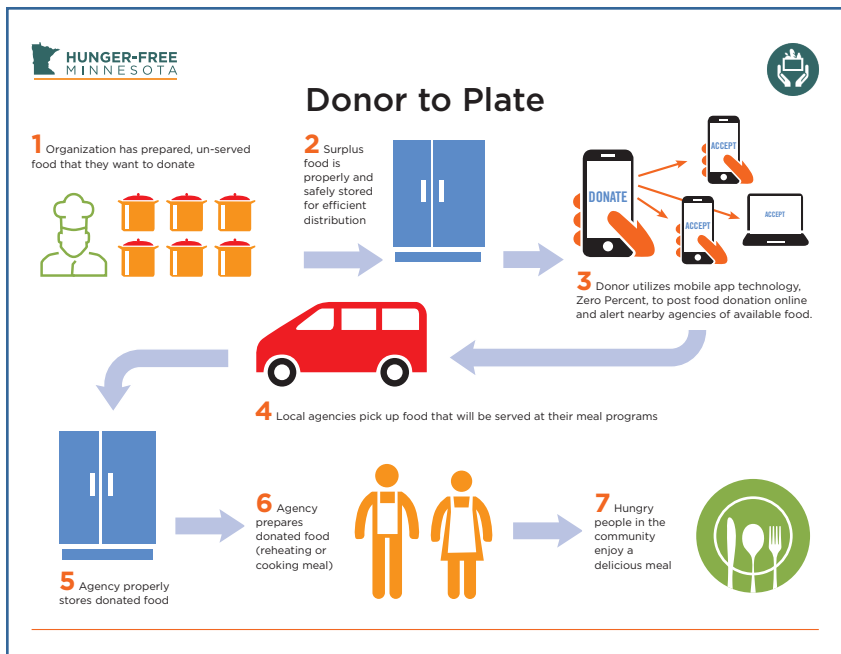 HUNGER-FREE
MINNESOTA
Donor to Plate
1 Organization has prepared, un-served
food that they want to donate
2 Surplus
food is
properly and
safely stored
for efficient
distribution
DONATE
ACCEPT
ACCEPT
ACCEPT
3 Donor utilizes mobile app technology,
Zero Percent, to post food donation online
and alert nearby agencies of available food.
4 Local agencies pick up food that will be served at their meal programs
5 Agency properly
stores donated food
6 Agency
prepares
donated food
(reheating or
cooking meal)
7 Hungry
people in the
community
enjoy a
delicious meal